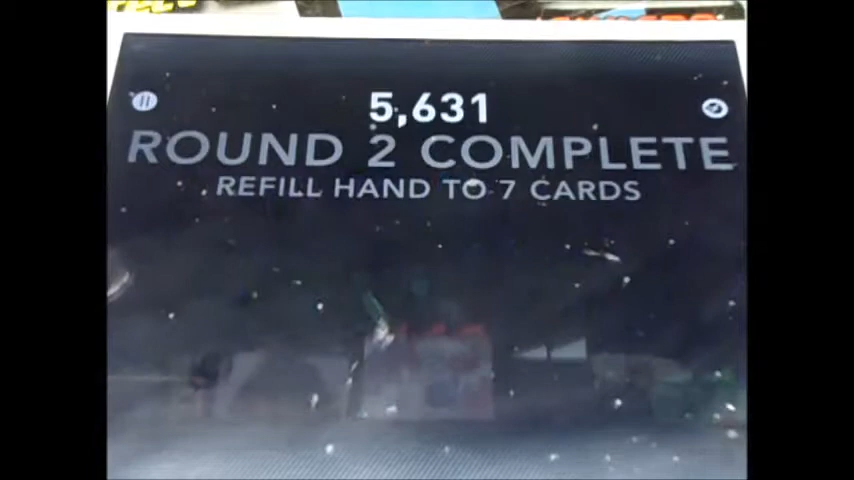 5,631
ROUND 2 COMPLETE
REFILL HAND TO 7 CARDS